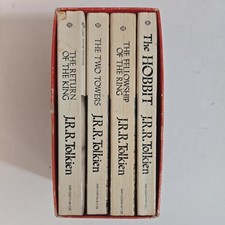 THE RETURN
OF THE KING
J.R.R. Tolkien
THE TWO TOWERS
J.R.R. Tolkien
THE FELLOWSHIP
OF THE RING
J.R.R. Tolkien
The HOBBIT
J.R.R. Tolkien